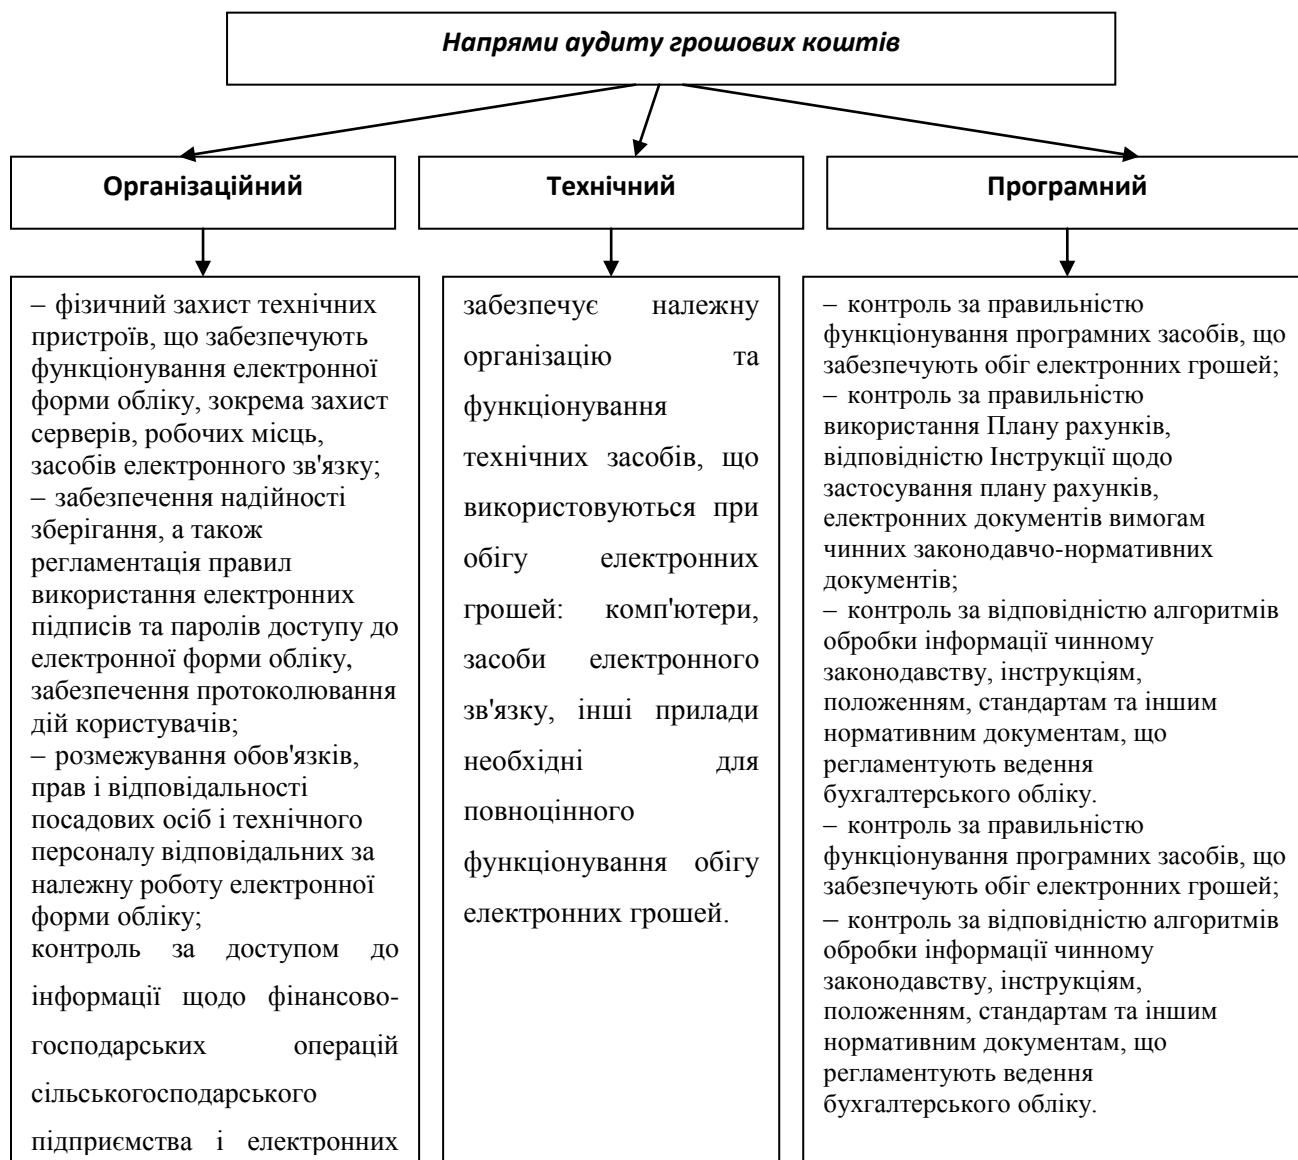 Напрями аудиту грошових коштів
Організаційний
Технічний
Програмний
– фізичний захист технічних
пристроїв, що забезпечують
функціонування електронної
форми обліку, зокрема захист
серверів, робочих місць,
засобів електронного зв'язку;
– забезпечення надійності
зберігання, а також
регламентація правил
використання електронних
підписів та паролів доступу до
електронної форми обліку,
забезпечення протоколювання
дій користувачів;
– розмежування обов'язків,
прав і відповідальності
посадових осіб і технічного
персоналу відповідальних за
належну роботу електронної
форми обліку;
контроль за доступом до
інформації щодо фінансово-
господарських операцій
сільськогосподарського
підприємства і електронних
забезпечує належну
організацію та
функціонування
технічних засобів, що
використовуються при
обігу електронних
грошей: комп'ютери,
засоби електронного
зв'язку, інші прилади
необхідні для
повноцінного
функціонування обігу
електронних грошей.
– контроль за правильністю
функціонування програмних засобів, що
забезпечують обіг електронних грошей;
– контроль за правильністю
використання Плану рахунків,
відповідністю Інструкції щодо
застосування плану рахунків,
електронних документів вимогам
чинних законодавчо-нормативних
документів;
– контроль за відповідністю алгоритмів
обробки інформації чинному
законодавству, інструкціям,
положенням, стандартам та іншим
нормативним документам, що
регламентують ведення
бухгалтерського обліку.
– контроль за правильністю
функціонування програмних засобів, що
забезпечують обіг електронних грошей;
– контроль за відповідністю алгоритмів
обробки інформації чинному
законодавству, інструкціям,
положенням, стандартам та іншим
нормативним документам, що
регламентують ведення
бухгалтерського обліку.